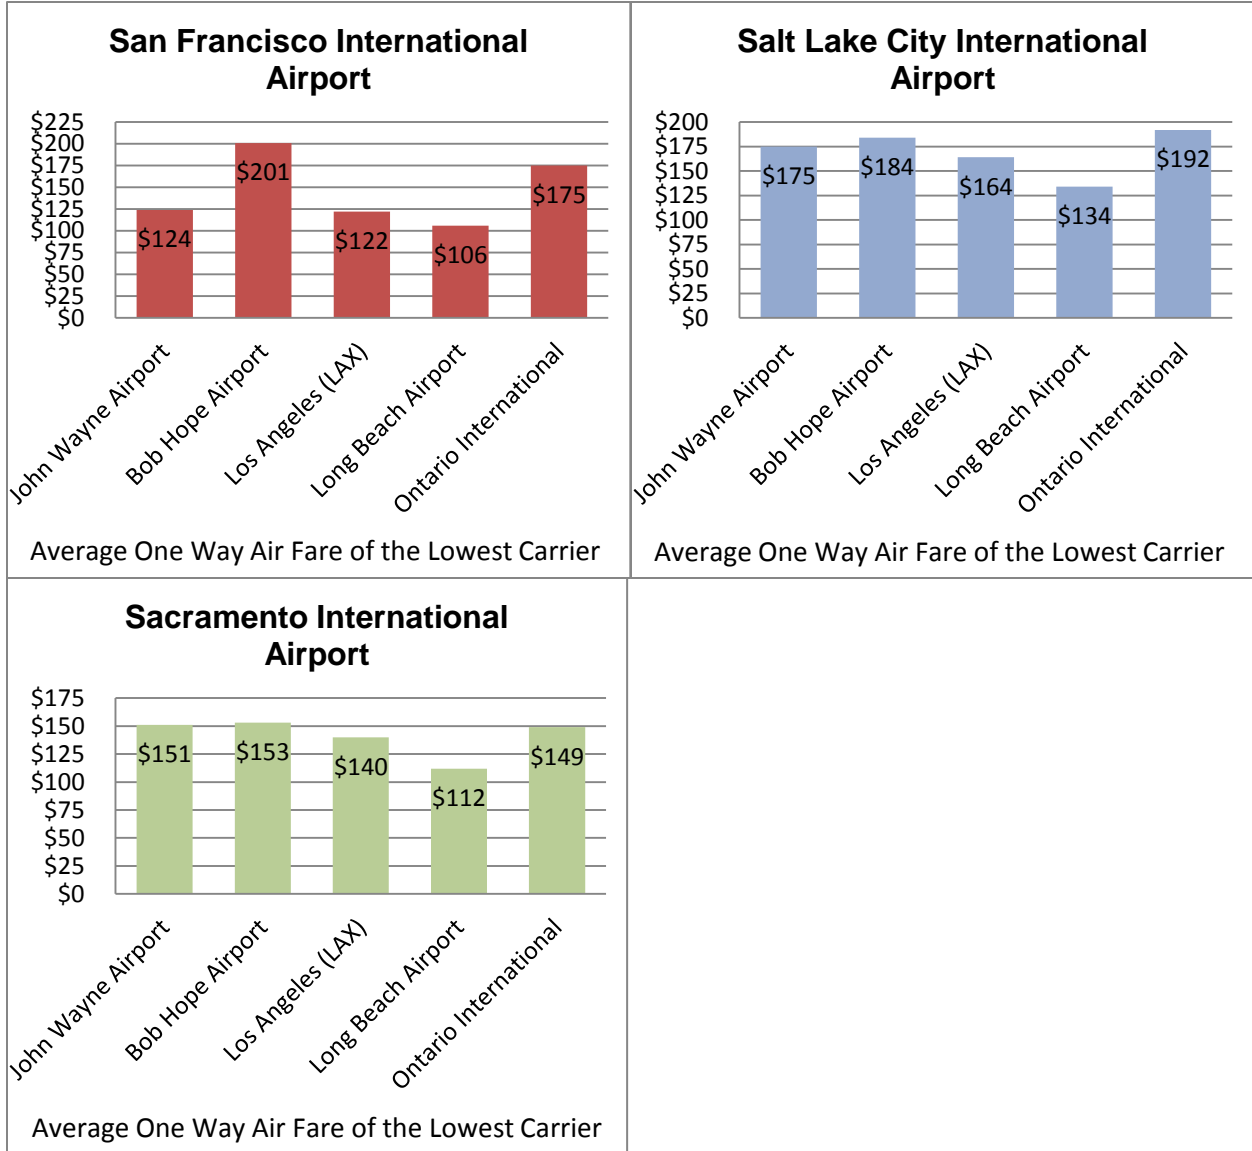 San Francisco International
Airport
$225
$200
$175
$150
$125
$100
$75
$50
$25
$0
$124
$201
$122
$106
$175
John Wayne Airport
Bob Hope Airport
Los Angeles (LAX)
Long Beach Airport
Ontario International
Average One Way Air Fare of the Lowest Carrier
Salt Lake City International
Airport
$200
$175
$150
$125
$100
$75
$50
$25
$0
$175
$184
$164
$134
$192
John Wayne Airport
Bob Hope Airport
Los Angeles (LAX)
Long Beach Airport
Ontario International
Average One Way Air Fare of the Lowest Carrier
Sacramento International
Airport
$175
$150
$125
$100
$75
$50
$25
$0
$151
$153
$140
$112
$149
John Wayne Airport
Bob Hope Airport
Los Angeles (LAX)
Long Beach Airport
Ontario International
Average One Way Air Fare of the Lowest Carrier